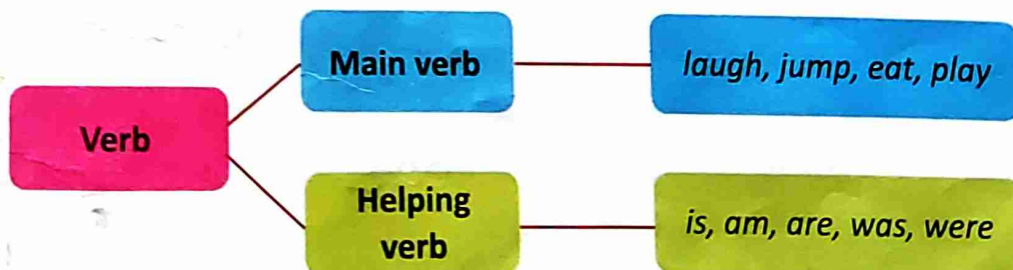 Verb
Main verb
laugh, jump, eat, play
Helping
verb
is, am, are, was, were